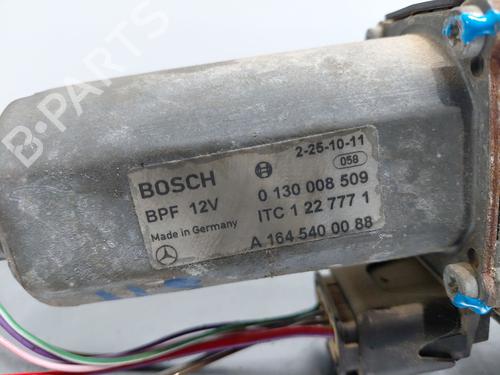 BOSCH
2-25-10-11
058
BPF 12V
0 130 008 509
Made in Germany
ITC 1 22 777 1
A 164 540 00 88
B-PARTS